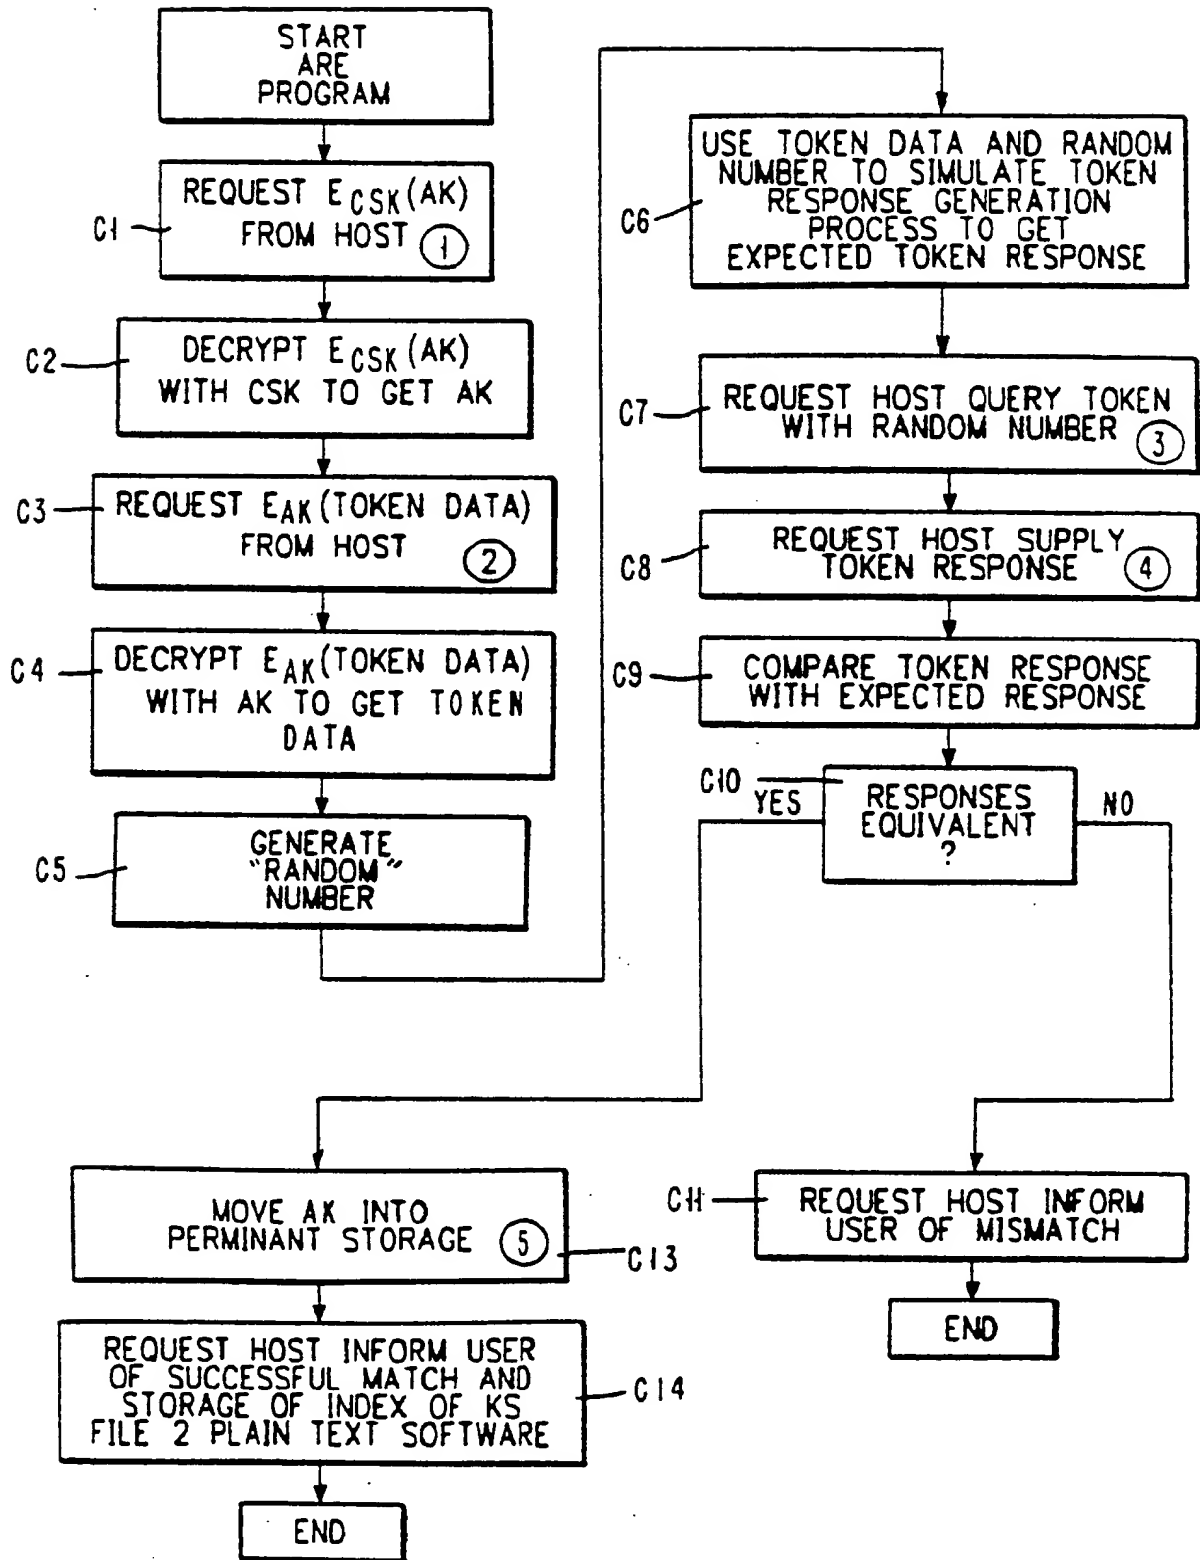 START
ARE
PROGRAM
C1
REQUEST ECSK(AK)
FROM HOST 1
C2
DECRYPT ECSK(AK)
WITH CSK TO GET AK
C3
REQUEST EAK(TOKEN DATA)
FROM HOST 2
C4
DECRYPT EAK(TOKEN DATA)
WITH AK TO GET TOKEN
DATA
C5
GENERATE
"RANDOM"
NUMBER
C6
USE TOKEN DATA AND RANDOM
NUMBER TO SIMULATE TOKEN
RESPONSE GENERATION
PROCESS TO GET
EXPECTED TOKEN RESPONSE
C7
REQUEST HOST QUERY TOKEN
WITH RANDOM NUMBER 3
C8
REQUEST HOST SUPPLY
TOKEN RESPONSE 4
C9
COMPARE TOKEN RESPONSE
WITH EXPECTED RESPONSE
C10
YES
RESPONSES
EQUIVALENT
?
NO
C11
REQUEST HOST INFORM
USER OF MISMATCH
END
MOVE AK INTO
PERMINANT STORAGE 5
C13
REQUEST HOST INFORM USER
OF SUCCESSFUL MATCH AND
STORAGE OF INDEX OF KS
FILE 2 PLAIN TEXT SOFTWARE
C14
END